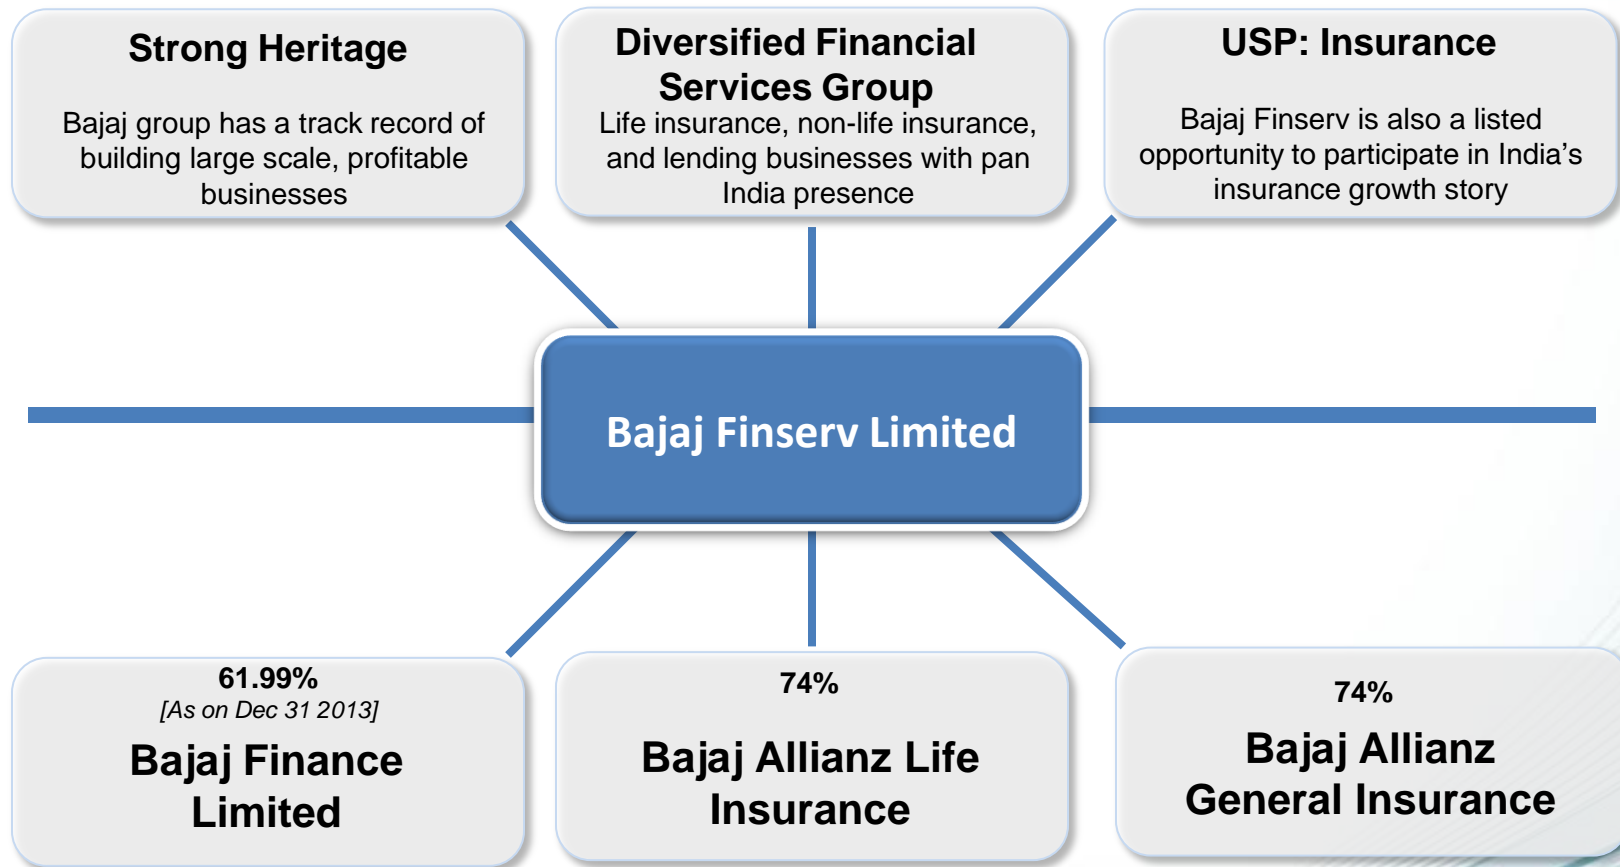 Strong Heritage
Bajaj group has a track record of
building large scale, profitable
businesses
Diversified Financial
Services Group
Life insurance, non-life insurance,
and lending businesses with pan
India presence
USP: Insurance
Bajaj Finserv is also a listed
opportunity to participate in India’s
insurance growth story
Bajaj Finserv Limited
61.99%
[As on Dec 31 2013]
Bajaj Finance
Limited
74%
Bajaj Allianz Life
Insurance
74%
Bajaj Allianz
General Insurance